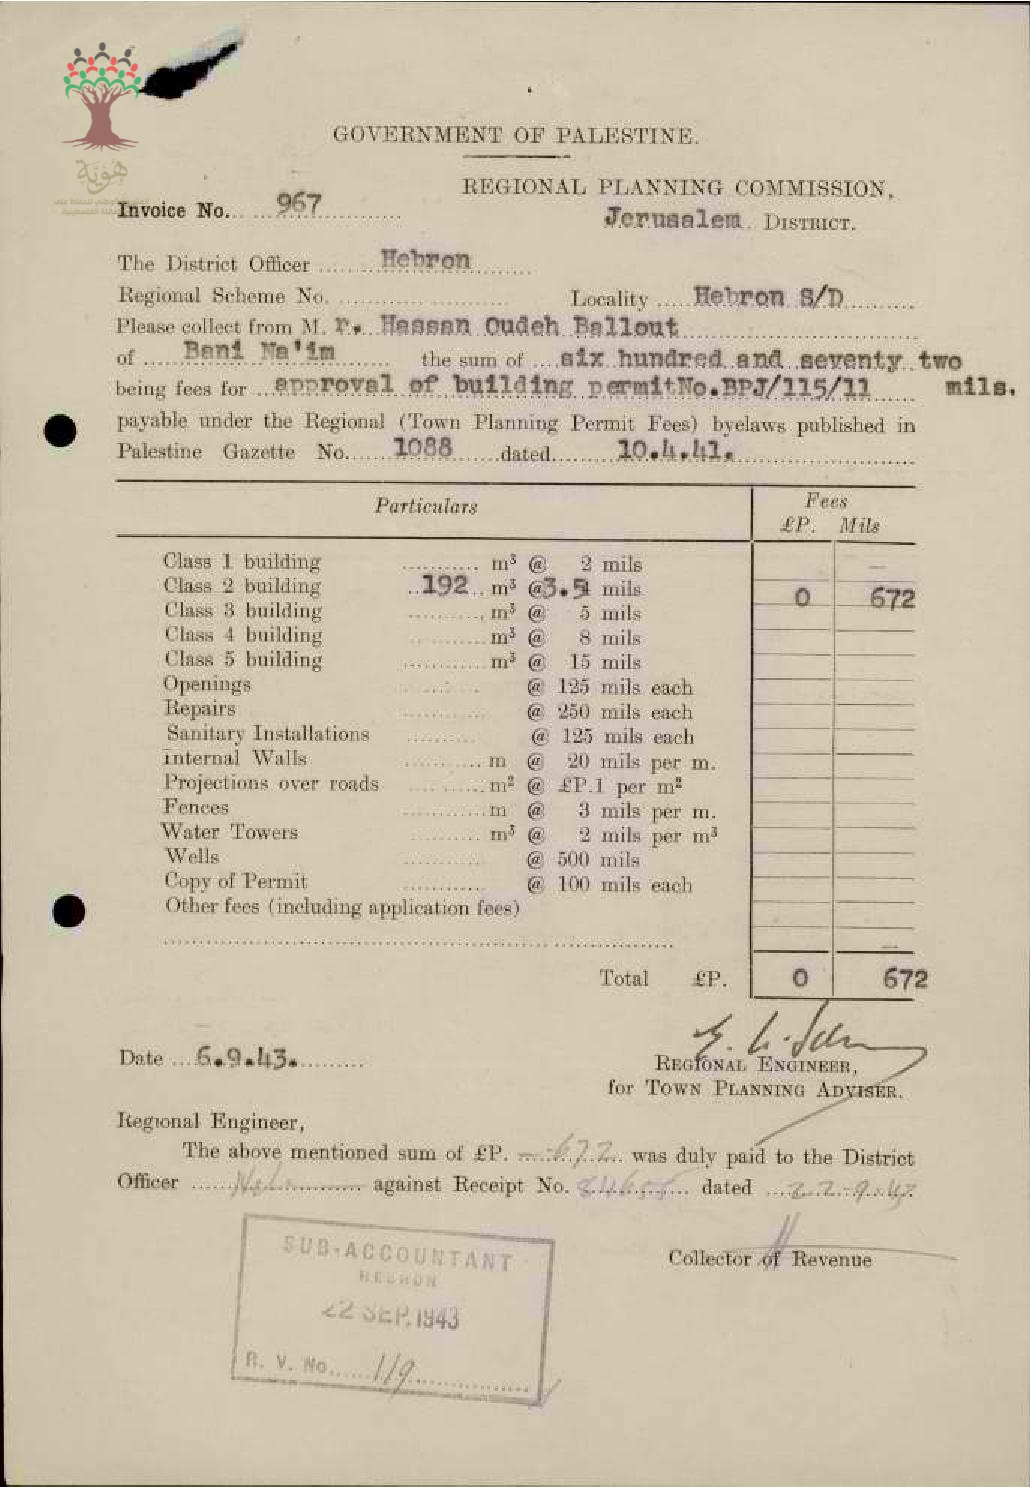 هوية
GOVERNMENT OF PALESTINE.
REGIONAL PLANNING COMMISSION,
Invoice No. 967
Jerusalem DISTRICT.
The District Officer Hebron
Regional Scheme No. Locality Hebron S/D
Please collect from M. r. Hassan Oudeh Ballout
of Bani Na'im the sum of six hundred and seventy two
being fees for approval of building permitNo.BPJ/115/11 mils.
payable under the Regional (Town Planning Permit Fees) byelaws published in
Palestine Gazette No. 1088 dated 10.4.41.
Particulars Fees
£P. Mils
Class 1 building m³ @ 2 mils —
Class 2 building 192 m³ @ 3.5 mils 0 672
Class 3 building m³ @ 5 mils
Class 4 building m³ @ 8 mils
Class 5 building m³ @ 15 mils
Openings @ 125 mils each
Repairs @ 250 mils each
Sanitary Installations @ 125 mils each
Internal Walls m @ 20 mils per m.
Projections over roads m² @ £P.1 per m²
Fences m @ 3 mils per m.
Water Towers m³ @ 2 mils per m³
Wells @ 500 mils
Copy of Permit @ 100 mils each
Other fees (including application fees)
Total £P. 0 672
Date 6.9.43.
REGIONAL ENGINEER,
for TOWN PLANNING ADVISER.
Regional Engineer,
The above mentioned sum of £P. —.672 was duly paid to the District
Officer against Receipt No. dated 22.9.43
Collector of Revenue
SUB-ACCOUNTANT
HEBRON
22 SEP. 1943
R. V. No. 119